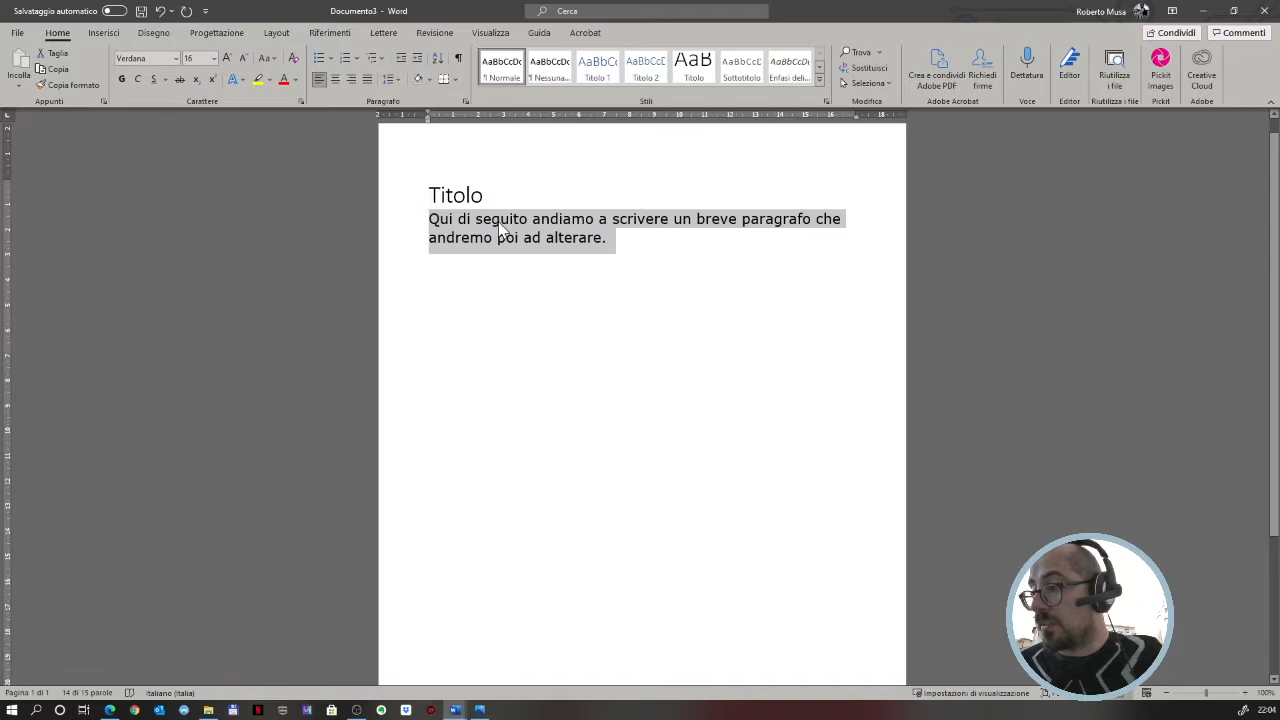 Salvataggio automatico
Documento3 - Word
Cerca
Roberto Musa
File
Home
Inserisci
Disegno
Progettazione
Layout
Riferimenti
Lettere
Revisione
Visualizza
Guida
Acrobat
Condividi
Commenti
Incolla
Taglia
Copia
Copia formato
Appunti
Verdana
16
Carattere
Paragrafo
AaBbCcDc
¶ Normale
AaBbCcDc
¶ Nessuna...
AaBbCc
Titolo 1
AaBbCcC
Titolo 2
AaB
Titolo
AaBbCcD
Sottotitolo
AaBbCcD
Enfasi deli...
Stili
Trova
Sostituisci
Seleziona
Modifica
Crea e condividi
Adobe PDF
Richiedi
firme
Adobe Acrobat
Dettatura
Voce
Editor
Editor
Riutilizza
i file
Riutilizza i file
Pickit
Images
Pickit
Creative
Cloud
Adobe
Titolo
Qui di seguito andiamo a scrivere un breve paragrafo che
andremo poi ad alterare.
Pagina 1 di 1
14 di 15 parole
Italiano (Italia)
Impostazioni di visualizzazione
100%
22:04